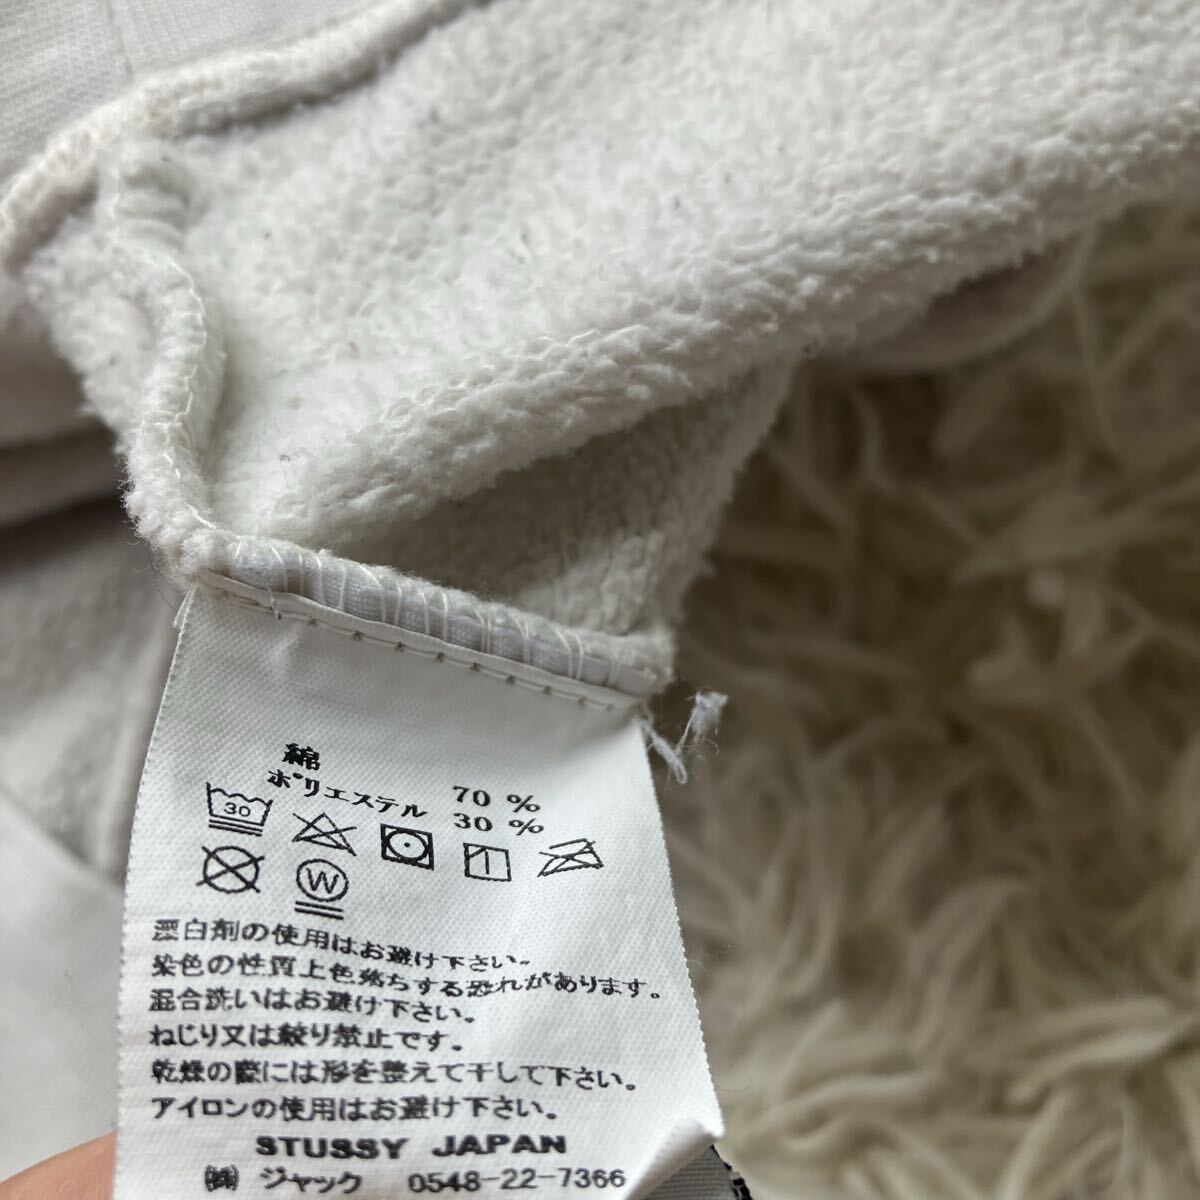 綿 70 %
ポリエステル 30 %
30
W
漂白剤の使用はお避け下さい。
染色の性質上色落ちする恐れがあります。
混合洗いはお避け下さい。
ねじり又は絞り禁止です。
乾燥の際には形を整えて干して下さい。
アイロンの使用はお避け下さい。
STUSSY JAPAN
㈱ ジャック 0548-22-7366